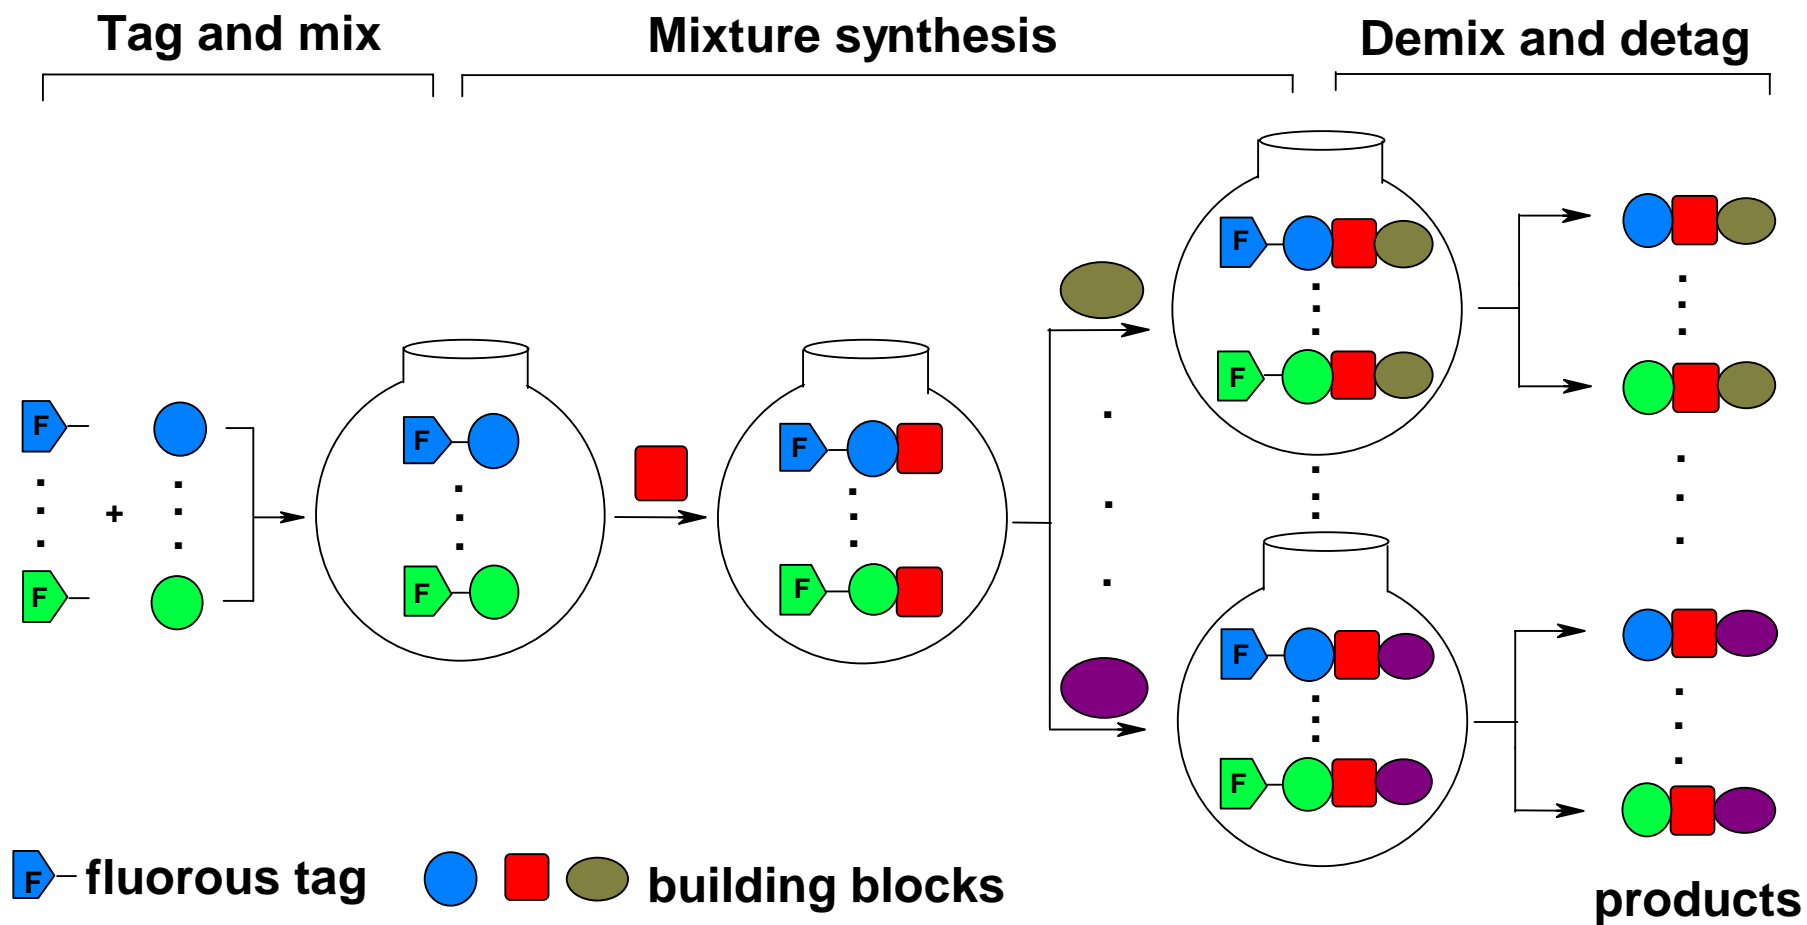 Tag and mix
Mixture synthesis
Demix and detag
F
F
+
F
F
F
F
F
F
F
F
F
fluorous tag
building blocks
products